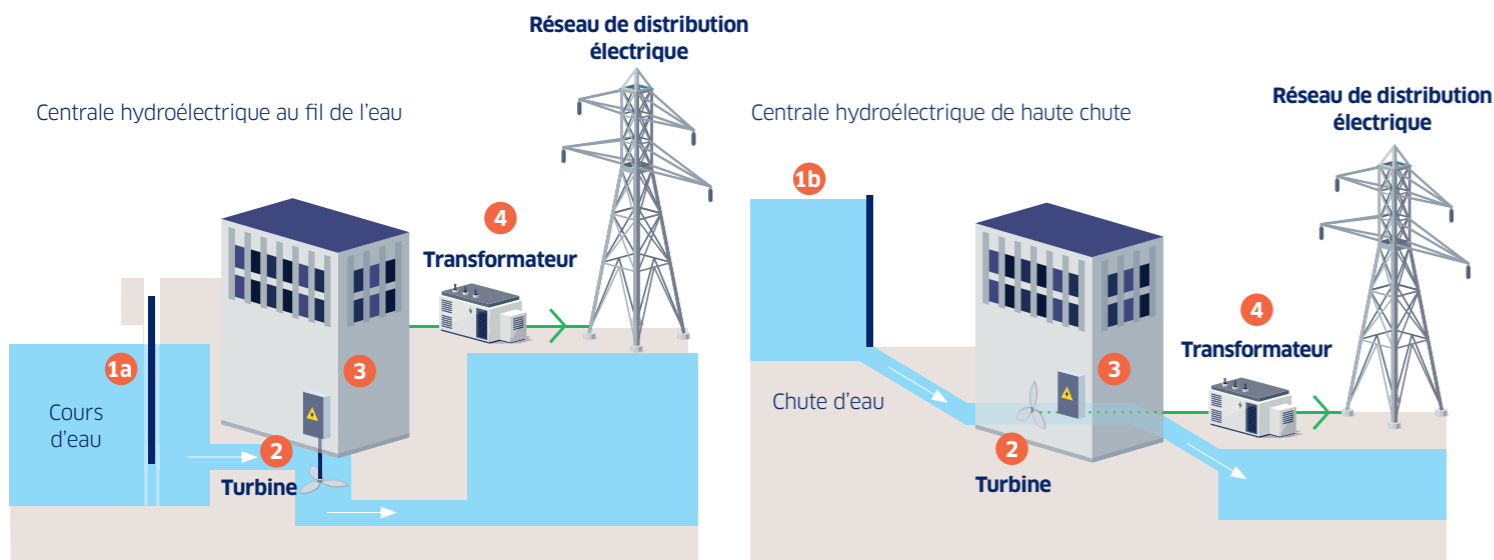 Centrale hydroélectrique au fil de l'eau
Réseau de distribution
électrique
4
Transformateur
1a
3
Cours
d'eau
2
Turbine
Centrale hydroélectrique de haute chute
Réseau de distribution
électrique
1b
4
Transformateur
3
Chute d'eau
2
Turbine